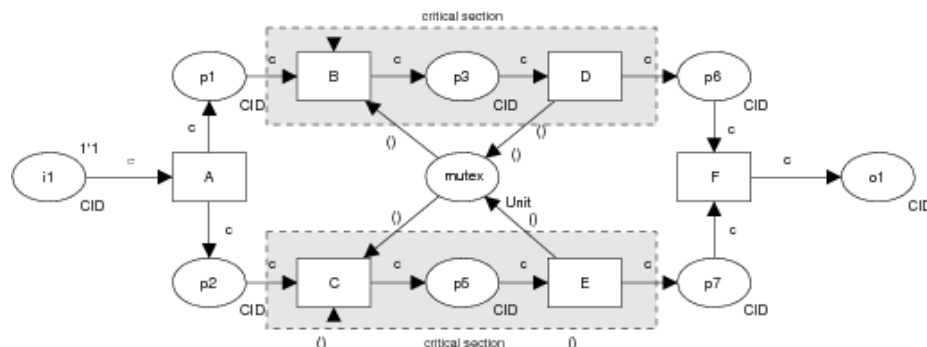 critical section
c c c c
p1 B p3 D p6
CID CID CID
c () () c
()
1'1
c c
i1 A mutex F o1
CID CID
Unit
c () () c
c c c c
p2 C p5 E p7
CID CID CID
() critical section ()